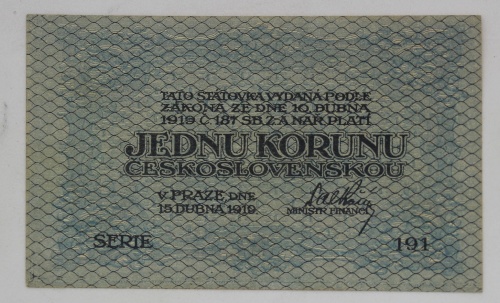 TATO STÁTOVKA VYDANÁ PODLE
ZÁKONA ZE DNE 10. DUBNA
1919 Č. 187 SB. Z. A NAŘ. PLATÍ
JEDNU KORUNU
ČESKOSLOVENSKOU
V PRAZE DNE
15. DUBNA 1919.
MINISTR FINANCÍ
SERIE 191